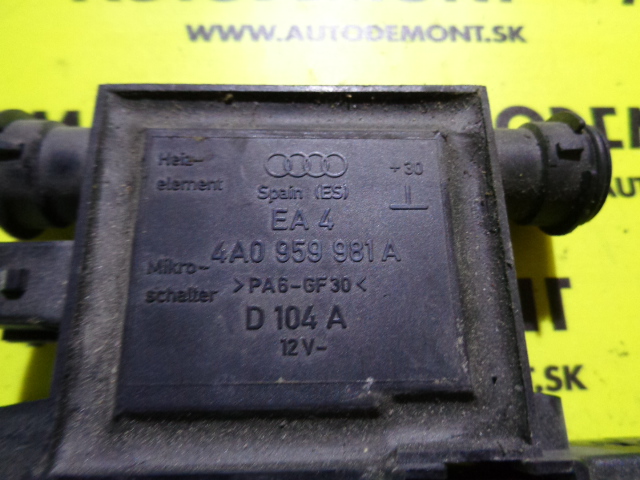 WWW.AUTODEMONT.SK
Heiz-
element
Spain (ES)
+30
EA 4
4A0 959 981 A
Mikro-
schalter
>PA6-GF30<
D 104 A
12 V-